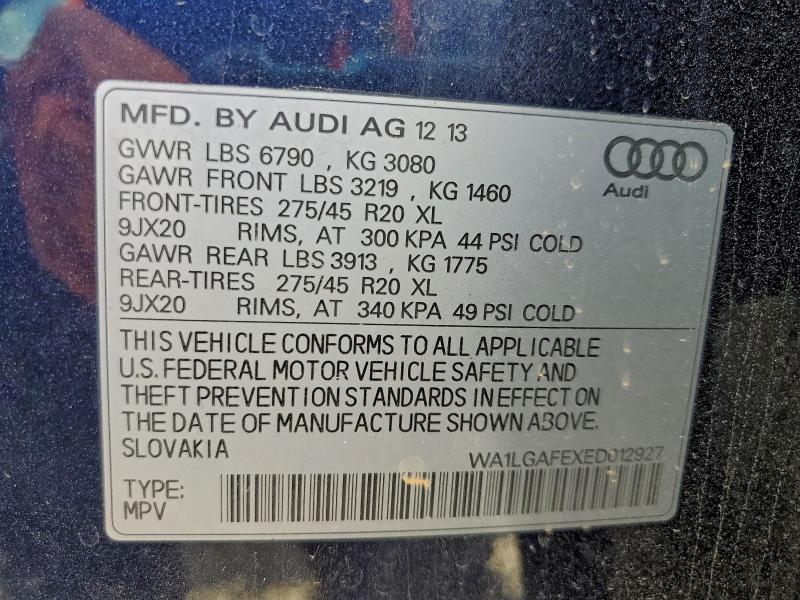 MFD. BY AUDI AG 12 13
GVWR LBS 6790 , KG 3080
GAWR FRONT LBS 3219 , KG 1460
FRONT-TIRES 275/45 R20 XL
9JX20 RIMS, AT 300 KPA 44 PSI COLD
GAWR REAR LBS 3913 , KG 1775
REAR-TIRES 275/45 R20 XL
9JX20 RIMS, AT 340 KPA 49 PSI COLD
Audi
THIS VEHICLE CONFORMS TO ALL APPLICABLE
U.S. FEDERAL MOTOR VEHICLE SAFETY AND
THEFT PREVENTION STANDARDS IN EFFECT ON
THE DATE OF MANUFACTURE SHOWN ABOVE.
SLOVAKIA
WA1LGAFEXED012927
TYPE:
MPV